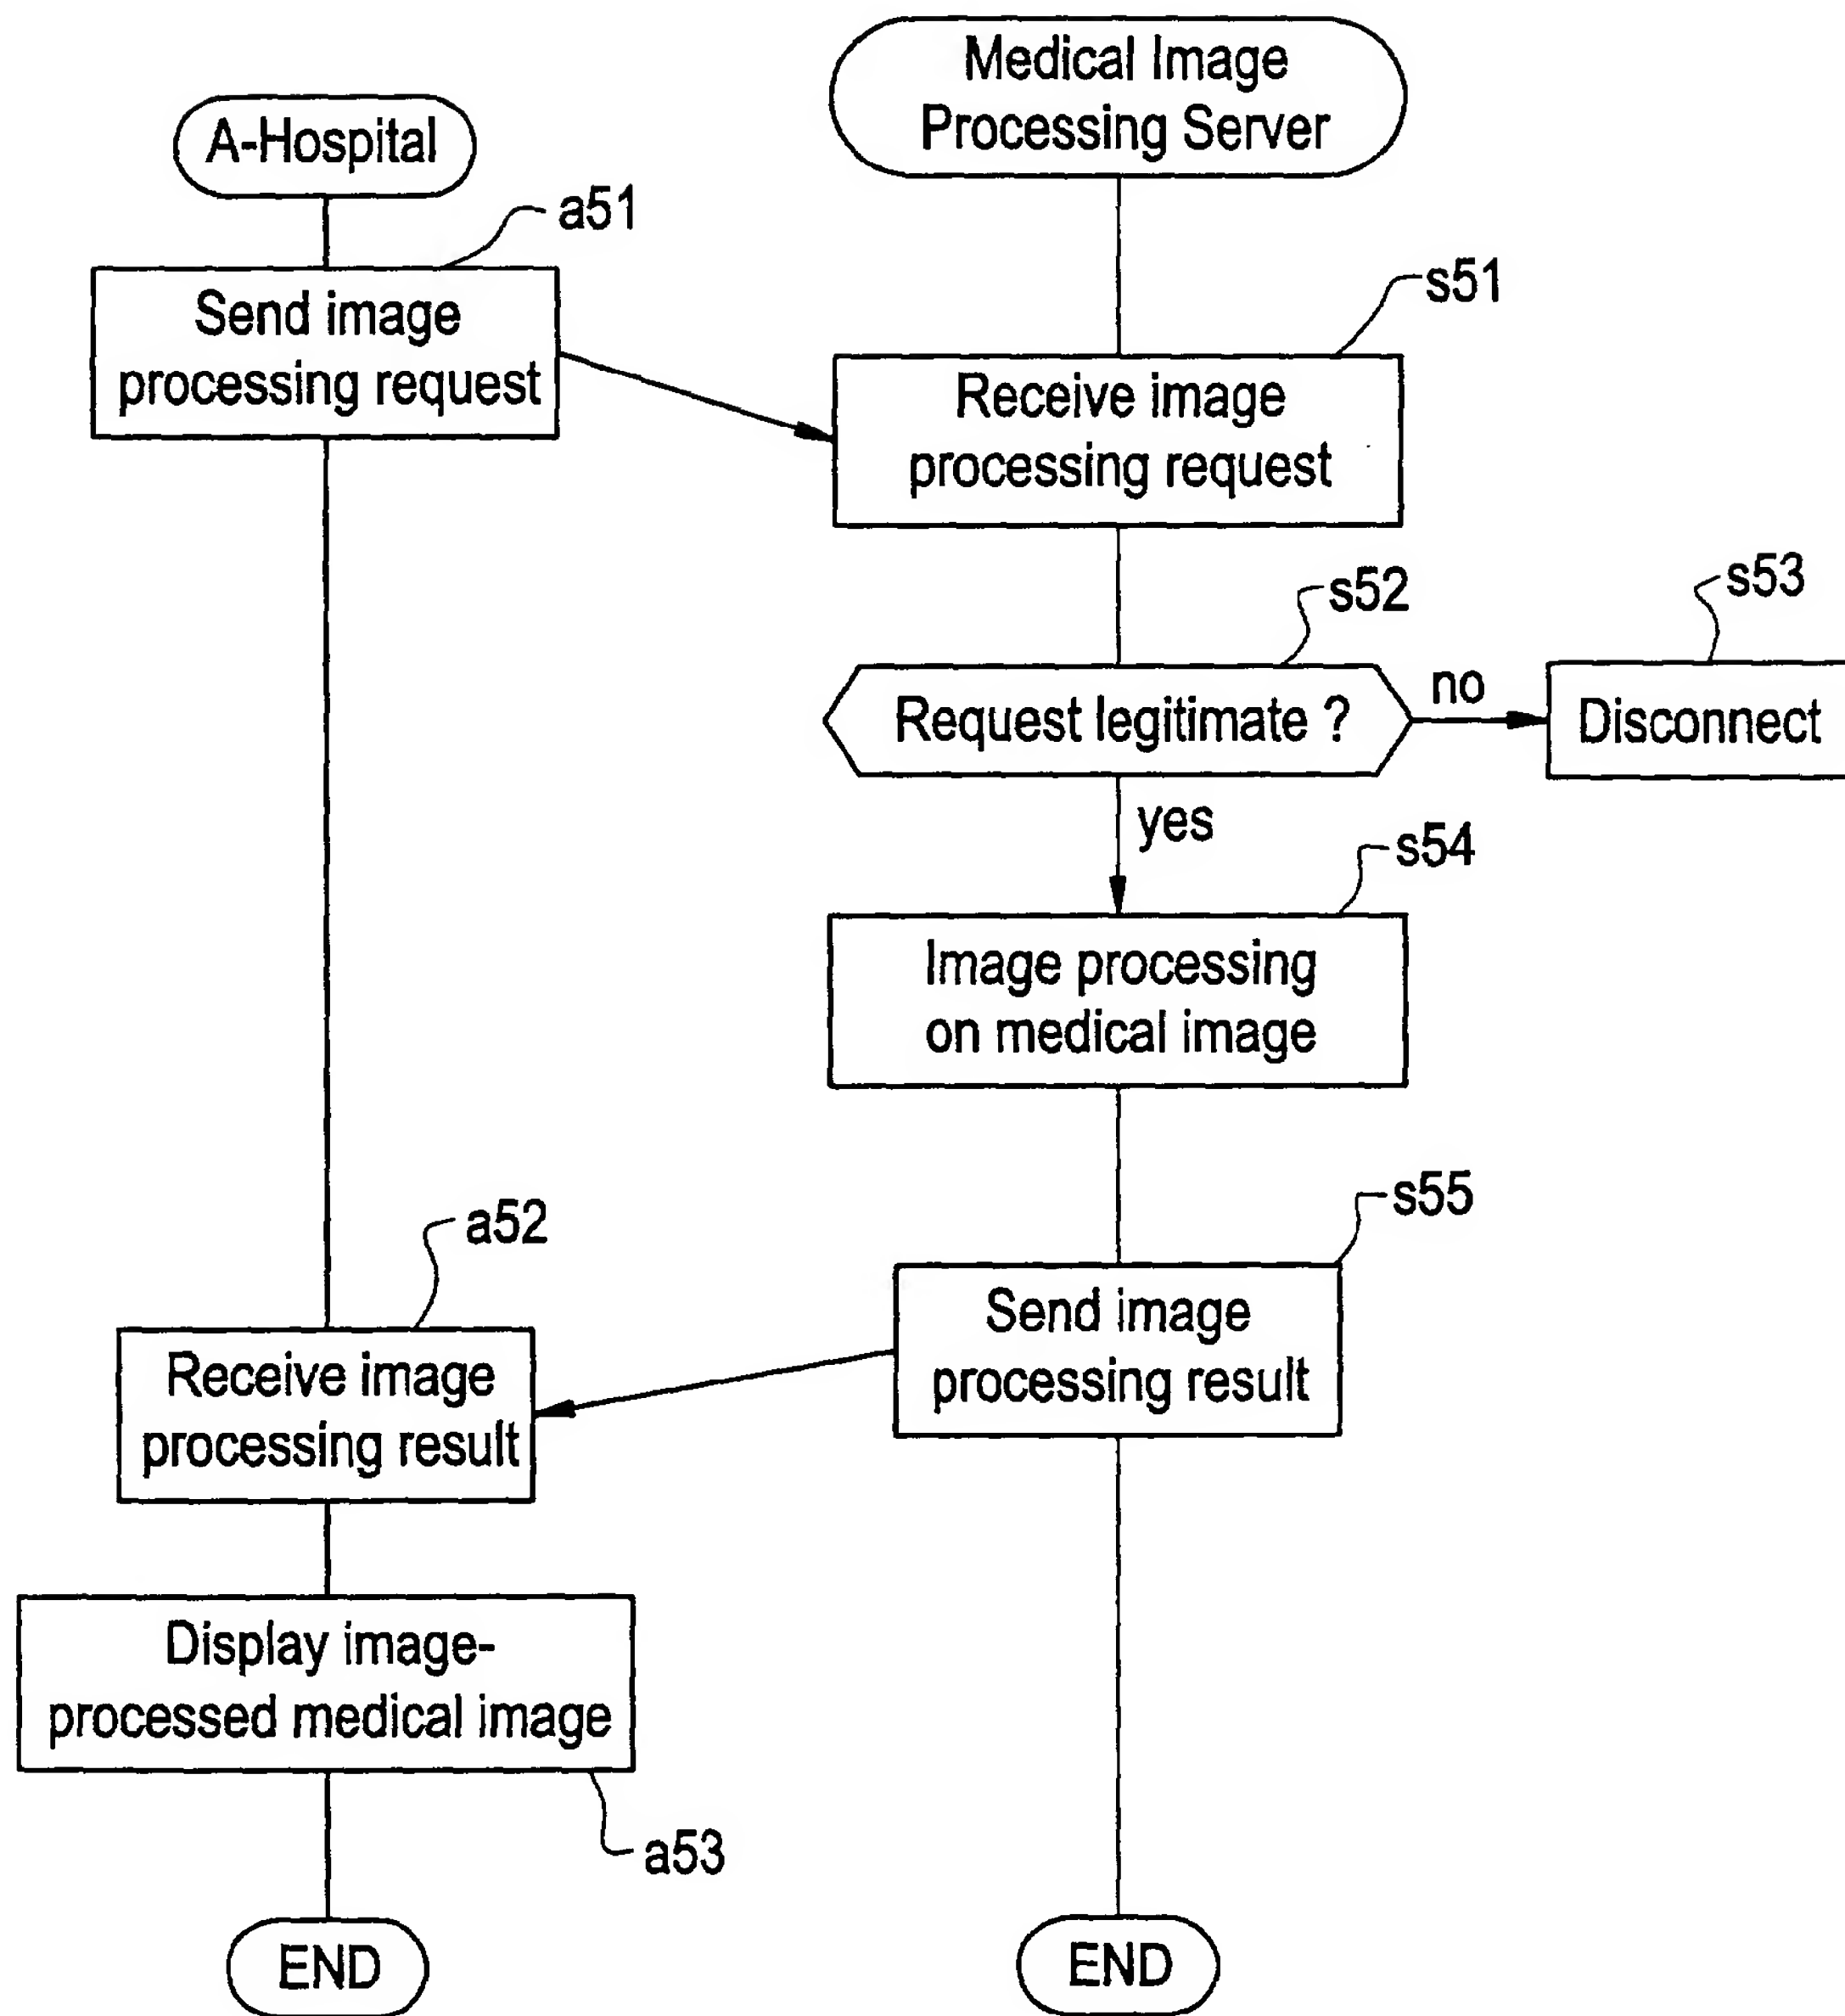 Medical Image
Processing Server
A-Hospital
a51
Send image
processing request
s51
Receive image
processing request
s52
s53
Request legitimate ?
no
Disconnect
yes
s54
Image processing
on medical image
s55
Send image
processing result
a52
Receive image
processing result
Display image-
processed medical image
a53
END
END